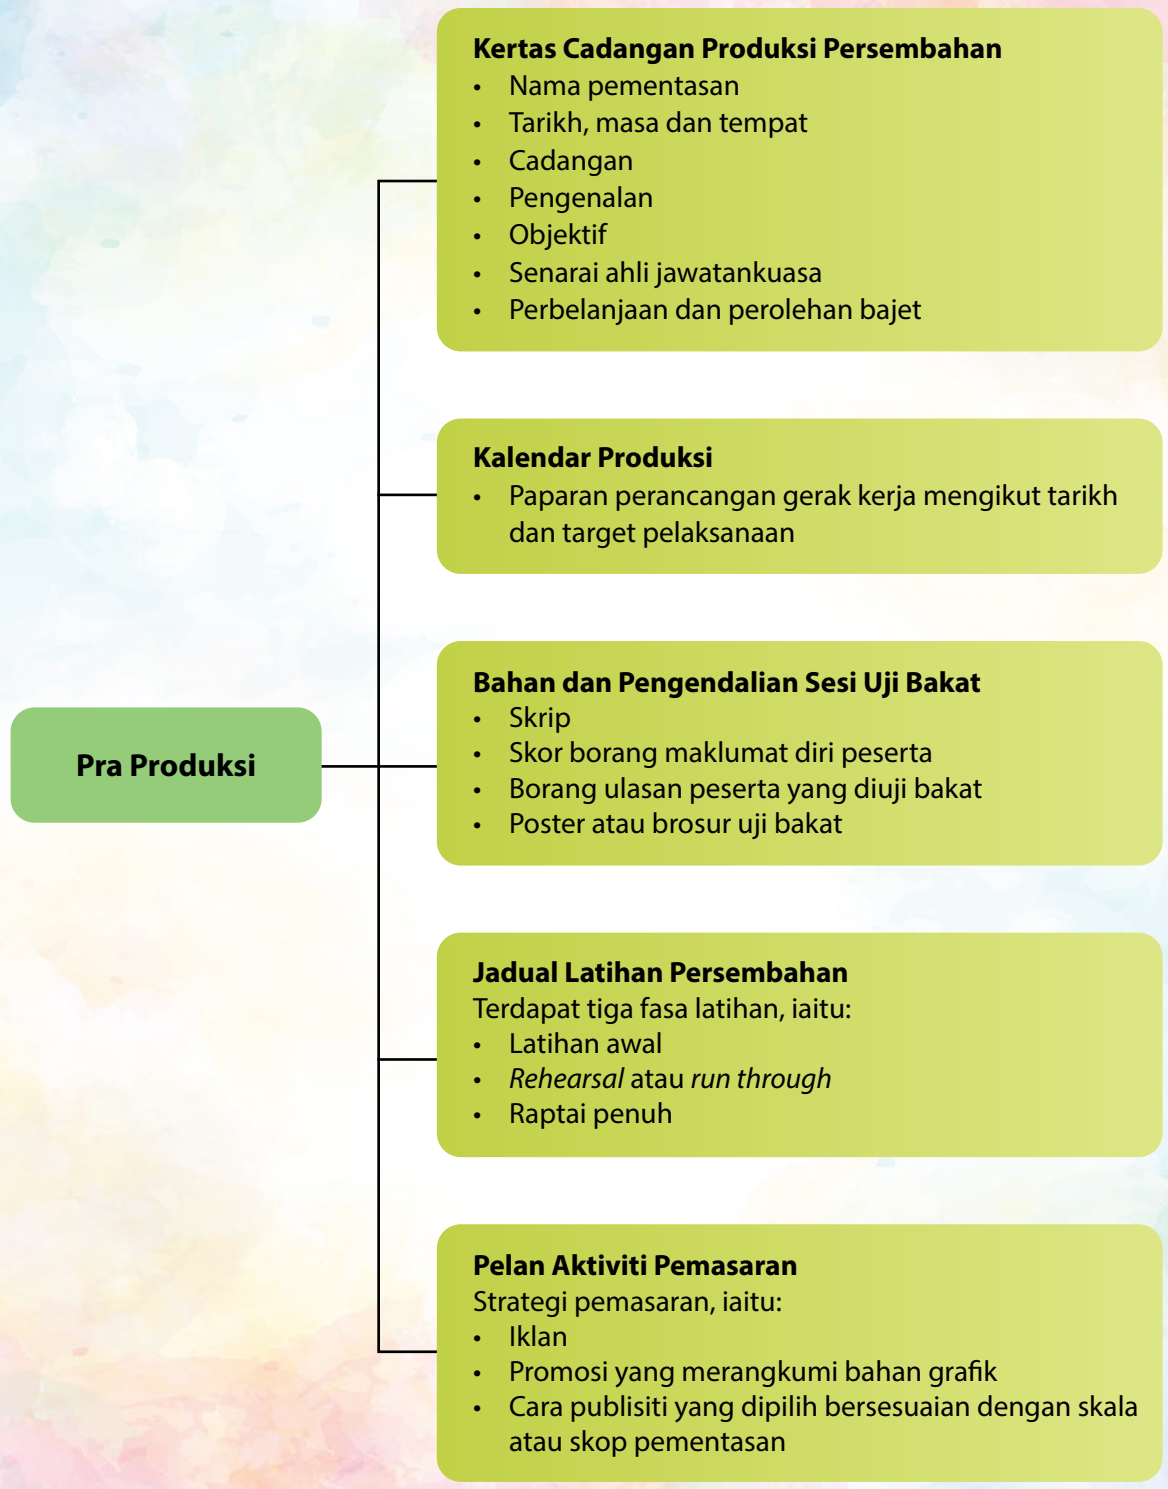 Kertas Cadangan Produksi Persembahan
• Nama pementasan
• Tarikh, masa dan tempat
• Cadangan
• Pengenalan
• Objektif
• Senarai ahli jawatankuasa
• Perbelanjaan dan perolehan bajet
Kalendar Produksi
• Paparan perancangan gerak kerja mengikut tarikh
dan target pelaksanaan
Bahan dan Pengendalian Sesi Uji Bakat
• Skrip
• Skor borang maklumat diri peserta
• Borang ulasan peserta yang diuji bakat
• Poster atau brosur uji bakat
Pra Produksi
Jadual Latihan Persembahan
Terdapat tiga fasa latihan, iaitu:
• Latihan awal
• Rehearsal atau run through
• Raptai penuh
Pelan Aktiviti Pemasaran
Strategi pemasaran, iaitu:
• Iklan
• Promosi yang merangkumi bahan grafik
• Cara publisiti yang dipilih bersesuaian dengan skala
atau skop pementasan